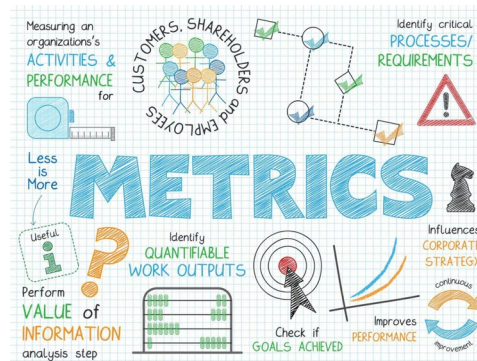 Measuring an
organizations's
ACTIVITIES &
PERFORMANCE
for
CUSTOMERS, SHAREHOLDERS
and EMPLOYEES
Identify critical
PROCESSES/
REQUIREMENTS
Less
is
More
METRICS
Useful
i
?
Perform
VALUE of
INFORMATION
analysis step
Identify
QUANTIFIABLE
WORK OUTPUTS
Check if
GOALS ACHIEVED
Improves
PERFORMANCE
Influences
CORPORATE
STRATEGY
continuous
improvement